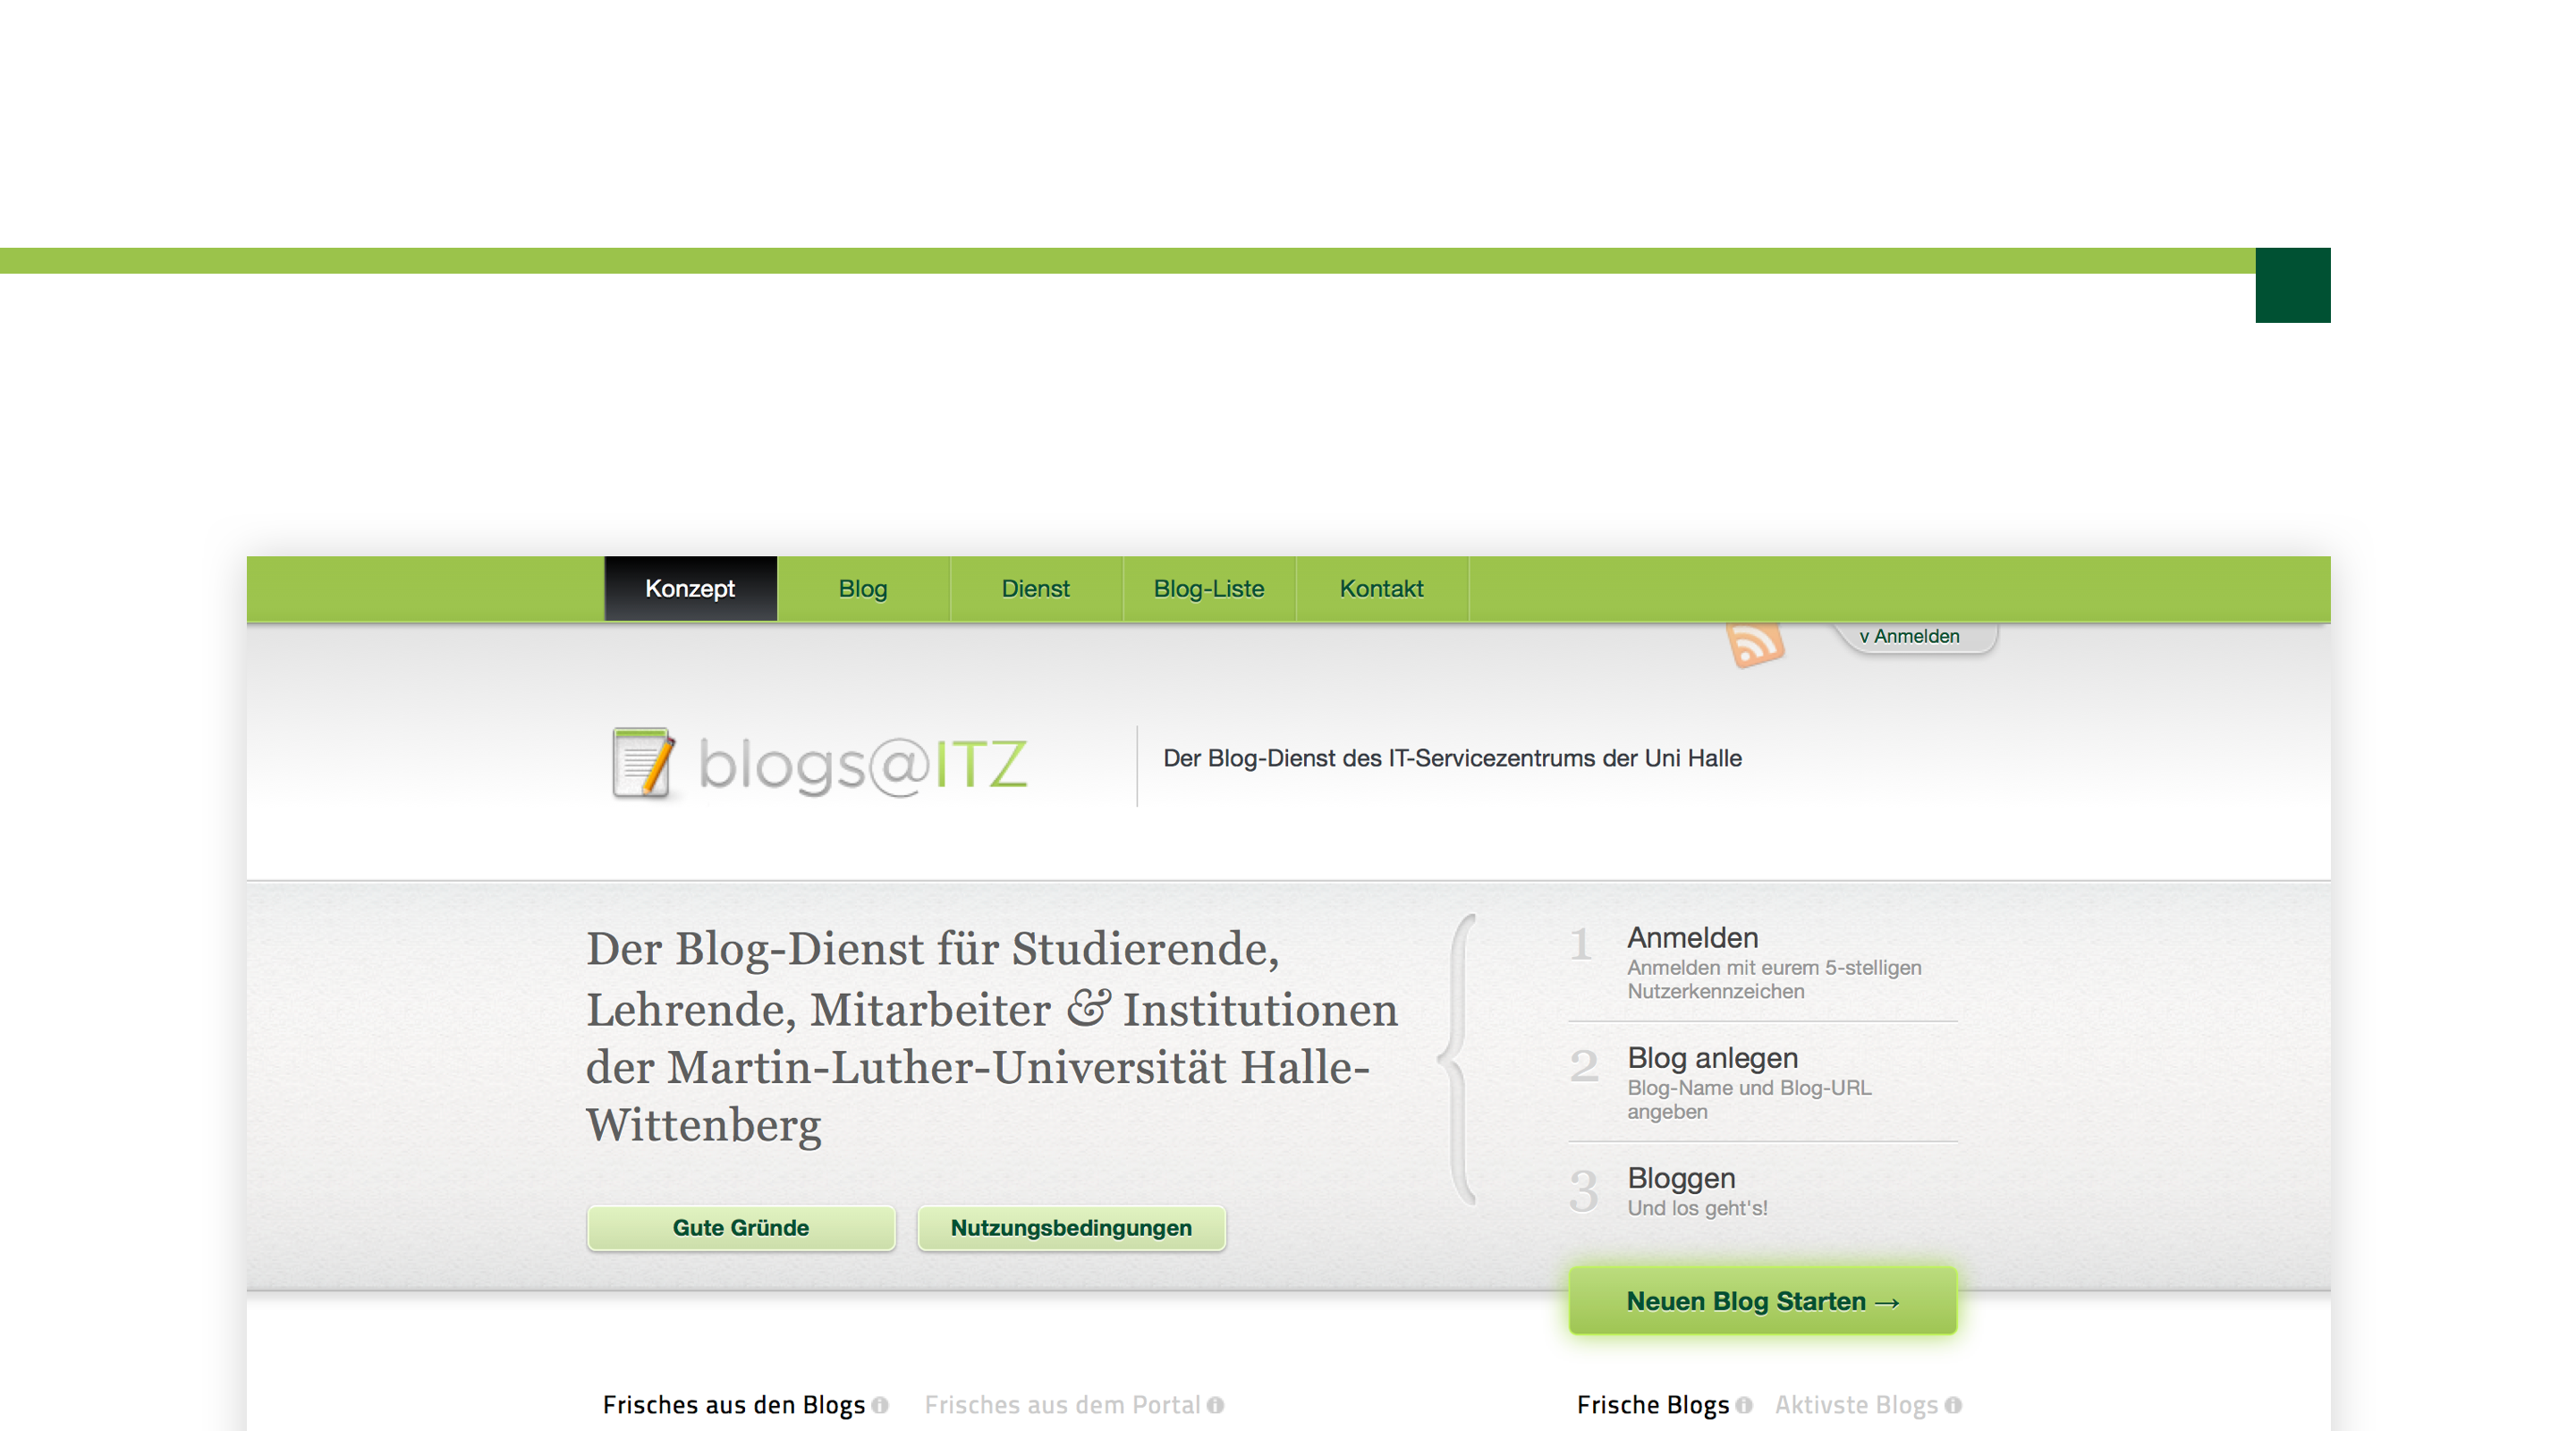 Konzept Blog Dienst Blog-Liste Kontakt
v Anmelden
blogs@ITZ
Der Blog-Dienst des IT-Servicezentrums der Uni Halle
Der Blog-Dienst für Studierende,
Lehrende, Mitarbeiter & Institutionen
der Martin-Luther-Universität Halle-
Wittenberg
Gute Gründe
Nutzungsbedingungen
1 Anmelden
Anmelden mit eurem 5-stelligen
Nutzerkennzeichen
2 Blog anlegen
Blog-Name und Blog-URL
angeben
3 Bloggen
Und los geht's!
Neuen Blog Starten →
Frisches aus den Blogs
Frisches aus dem Portal
Frische Blogs
Aktivste Blogs